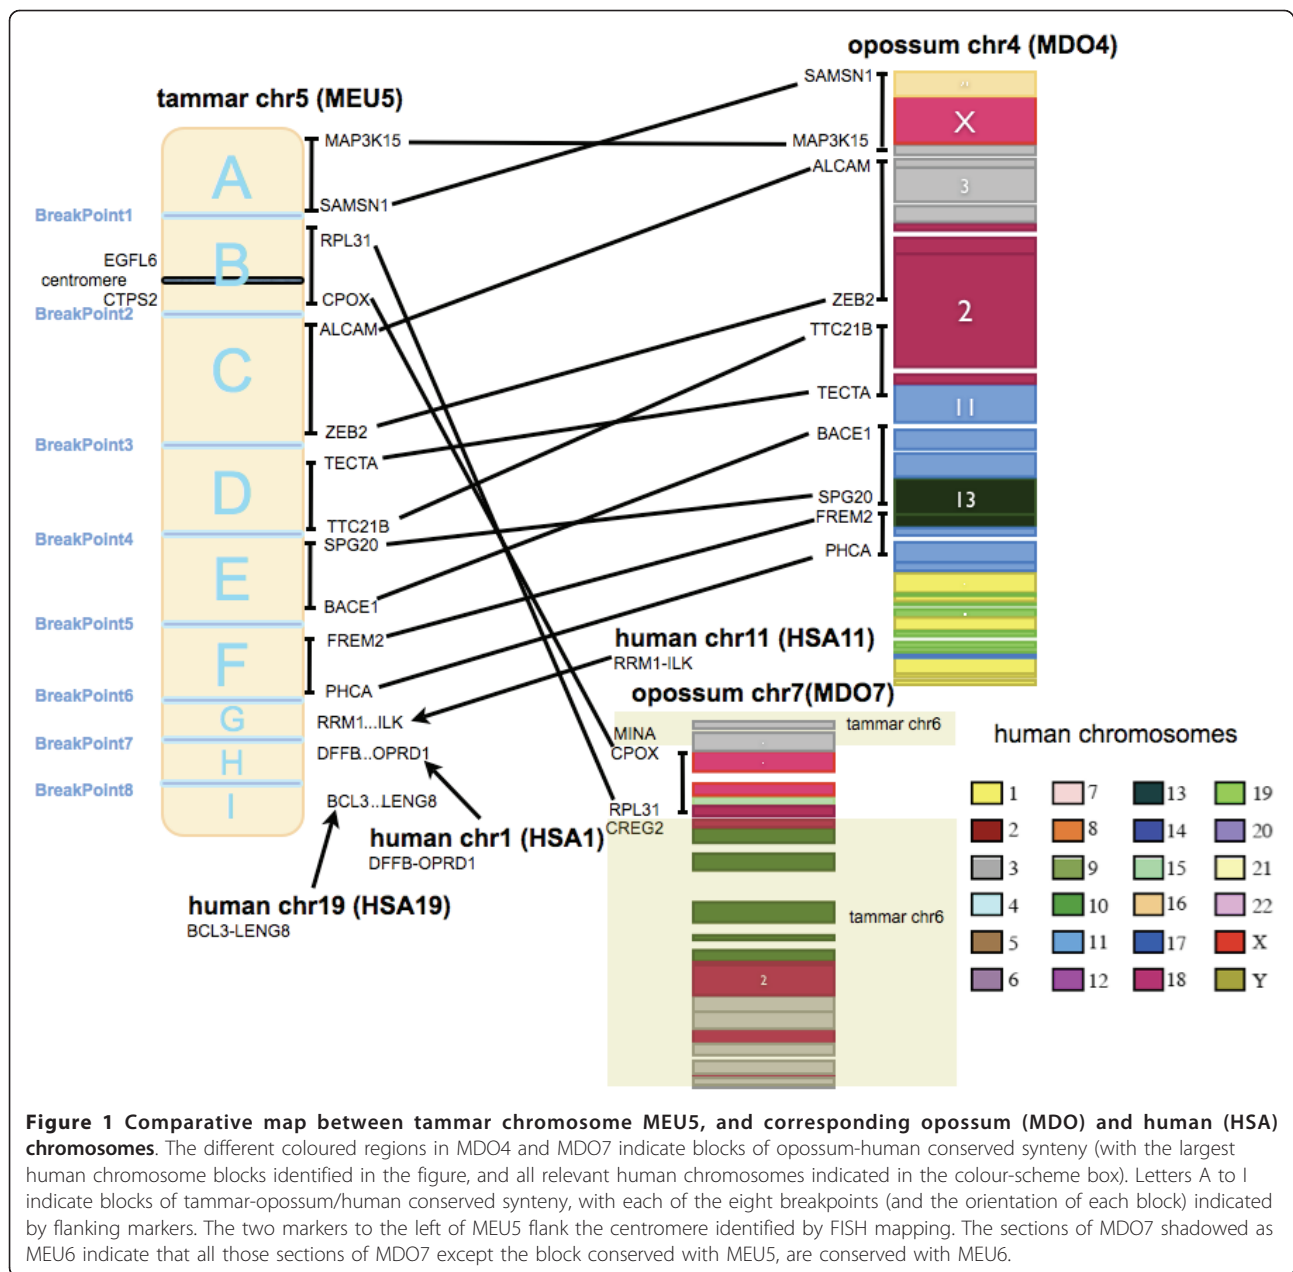 opossum chr4 (MDO4)
tammar chr5 (MEU5)
A
B
C
D
E
F
G
H
I
BreakPoint1
EGFL6
centromere
CTPS2
BreakPoint2
BreakPoint3
BreakPoint4
BreakPoint5
BreakPoint6
BreakPoint7
BreakPoint8
MAP3K15
SAMSN1
RPL31
CPOX
ALCAM
ZEB2
TECTA
TTC21B
SPG20
BACE1
FREM2
PHCA
RRM1...ILK
DFFB...OPRD1
BCL3...LENG8
SAMSN1
MAP3K15
ALCAM
ZEB2
TTC21B
TECTA
BACE1
SPG20
FREM2
PHCA
X
3
2
11
13
human chr11 (HSA11)
RRM1-ILK
opossum chr7(MDO7)
MINA
CPOX
RPL31
CREG2
tammar chr6
tammar chr6
2
human chr1 (HSA1)
DFFB-OPRD1
human chr19 (HSA19)
BCL3-LENG8
human chromosomes
1 7 13 19
2 8 14 20
3 9 15 21
4 10 16 22
5 11 17 X
6 12 18 Y
Figure 1 Comparative map between tammar chromosome MEU5, and corresponding opossum (MDO) and human (HSA)
chromosomes. The different coloured regions in MDO4 and MDO7 indicate blocks of opossum-human conserved synteny (with the largest
human chromosome blocks identified in the figure, and all relevant human chromosomes indicated in the colour-scheme box). Letters A to I
indicate blocks of tammar-opossum/human conserved synteny, with each of the eight breakpoints (and the orientation of each block) indicated
by flanking markers. The two markers to the left of MEU5 flank the centromere identified by FISH mapping. The sections of MDO7 shadowed as
MEU6 indicate that all those sections of MDO7 except the block conserved with MEU5, are conserved with MEU6.